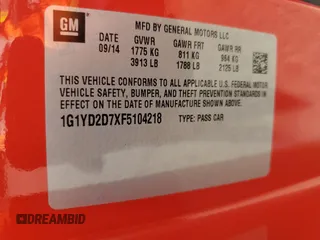 GM
MFD BY GENERAL MOTORS LLC
DATE GVWR GAWR FRT GAWR RR
09/14 1775 KG 811 KG 964 KG
3913 LB 1788 LB 2125 LB
THIS VEHICLE CONFORMS TO ALL APPLICABLE U.S. FEDERAL MOTOR
VEHICLE SAFETY, BUMPER, AND THEFT PREVENTION STANDARDS IN
EFFECT ON THE DATE OF MANUFACTURE SHOWN ABOVE.
1G1YD2D7XF5104218 TYPE: PASS CAR
DREAMBID